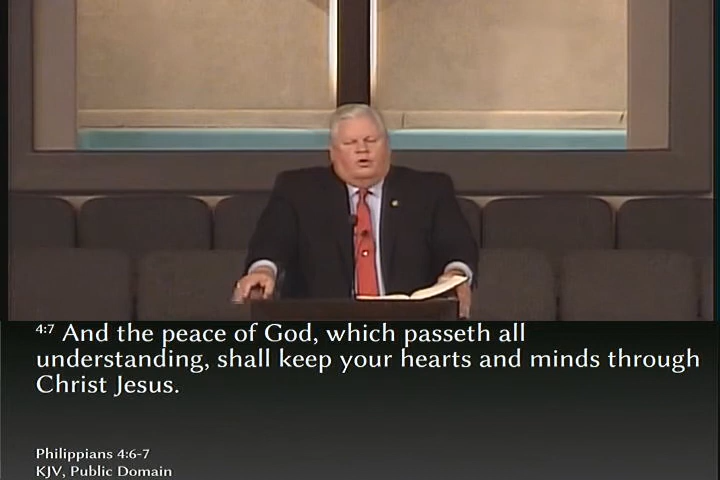 4:7 And the peace of God, which passeth all
understanding, shall keep your hearts and minds through
Christ Jesus.
Philippians 4:6-7
KJV, Public Domain